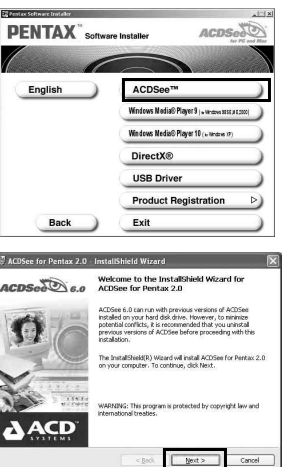 Pentax Software Installer
PENTAX™ Software Installer
ACDSee
for PC and Mac
English
ACDSee™
Windows Media® Player 9
Windows Media® Player 10 (
DirectX®
USB Driver
Product Registration
Back
Exit
ACDSee for Pentax 2.0 - InstallShield Wizard
ACDSee 6.0
Welcome to the InstallShield Wizard for
ACDSee for Pentax 2.0
ACDSee 6.0 can run with previous versions of ACDSee
installed on your hard disk drive. However, to minimize
potential conflicts, it is recommended that you uninstall
previous versions of ACDSee before proceeding with this
installation.
The InstallShield(R) Wizard will install ACDSee for Pentax 2.0
on your computer. To continue, click Next.
WARNING: This program is protected by copyright law and
international treaties.
ACD
SYSTEMS
< Back
Next >
Cancel